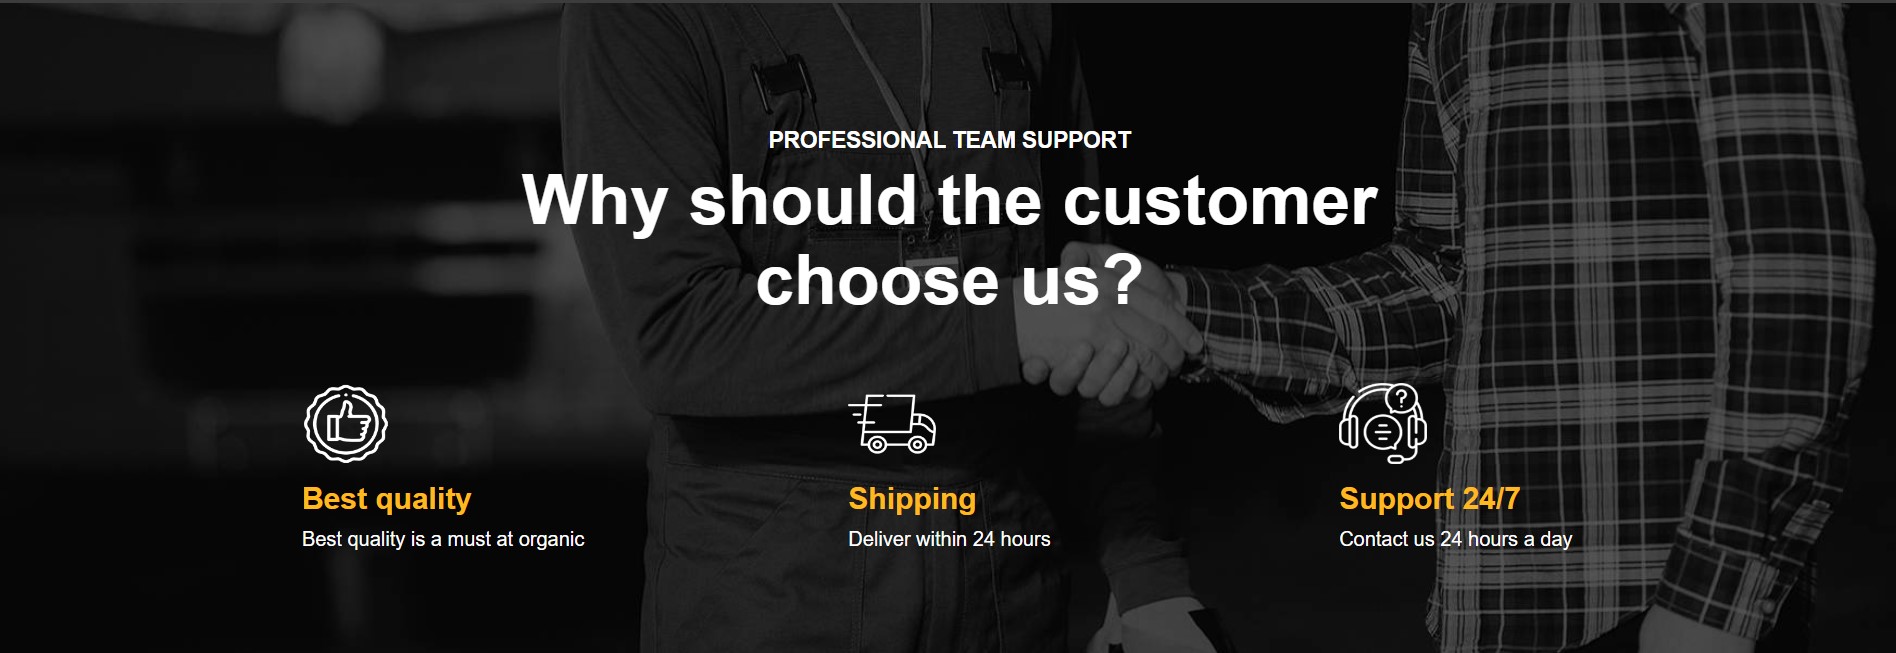 PROFESSIONAL TEAM SUPPORT
Why should the customer
choose us?
Best quality
Best quality is a must at organic
Shipping
Deliver within 24 hours
Support 24/7
Contact us 24 hours a day